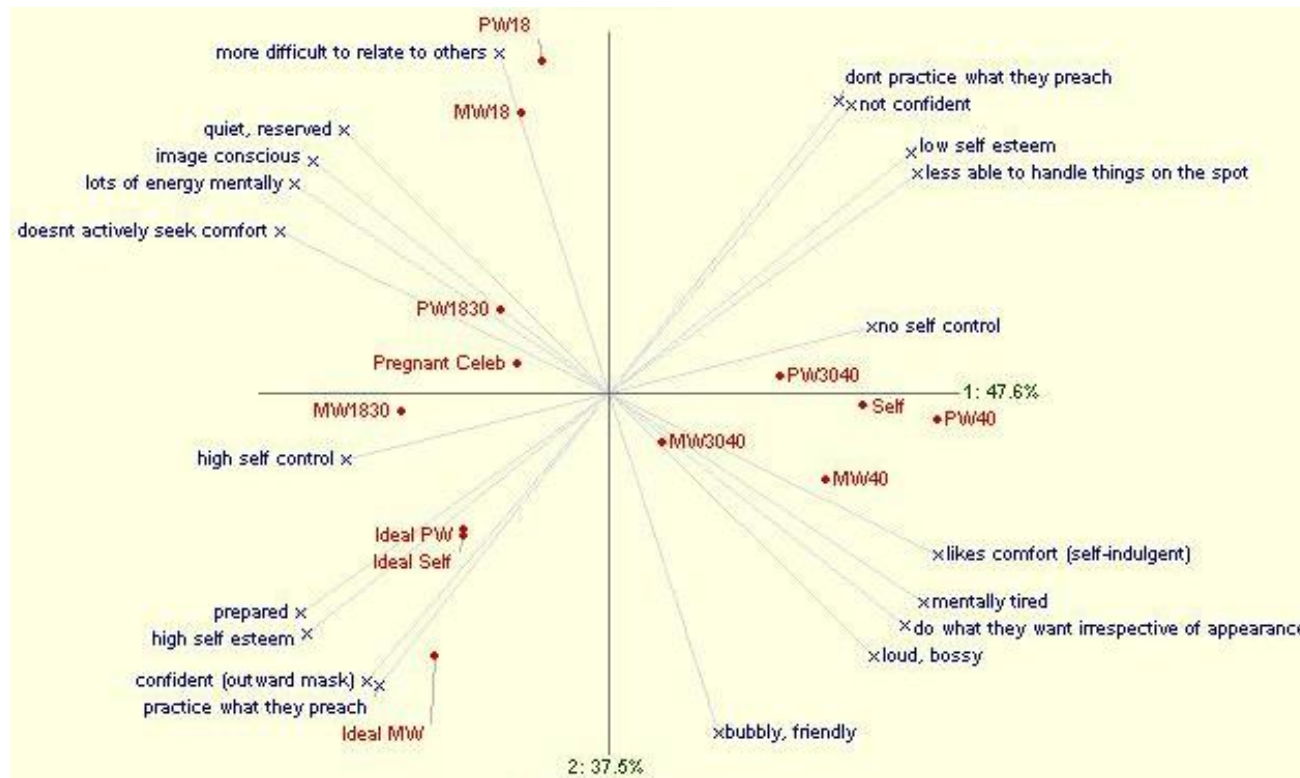 PW18
more difficult to relate to others
dont practice what they preach
not confident
MW18
quiet, reserved
low self esteem
image conscious
less able to handle things on the spot
lots of energy mentally
doesnt actively seek comfort
PW1830
no self control
Pregnant Celeb
PW3040
1: 47.6%
MW1830
Self
PW40
MW3040
high self control
MW40
Ideal PW
likes comfort (self-indulgent)
Ideal Self
mentally tired
prepared
do what they want irrespective of appearance
high self esteem
loud, bossy
confident (outward mask)
practice what they preach
Ideal MW
bubbly, friendly
2: 37.5%